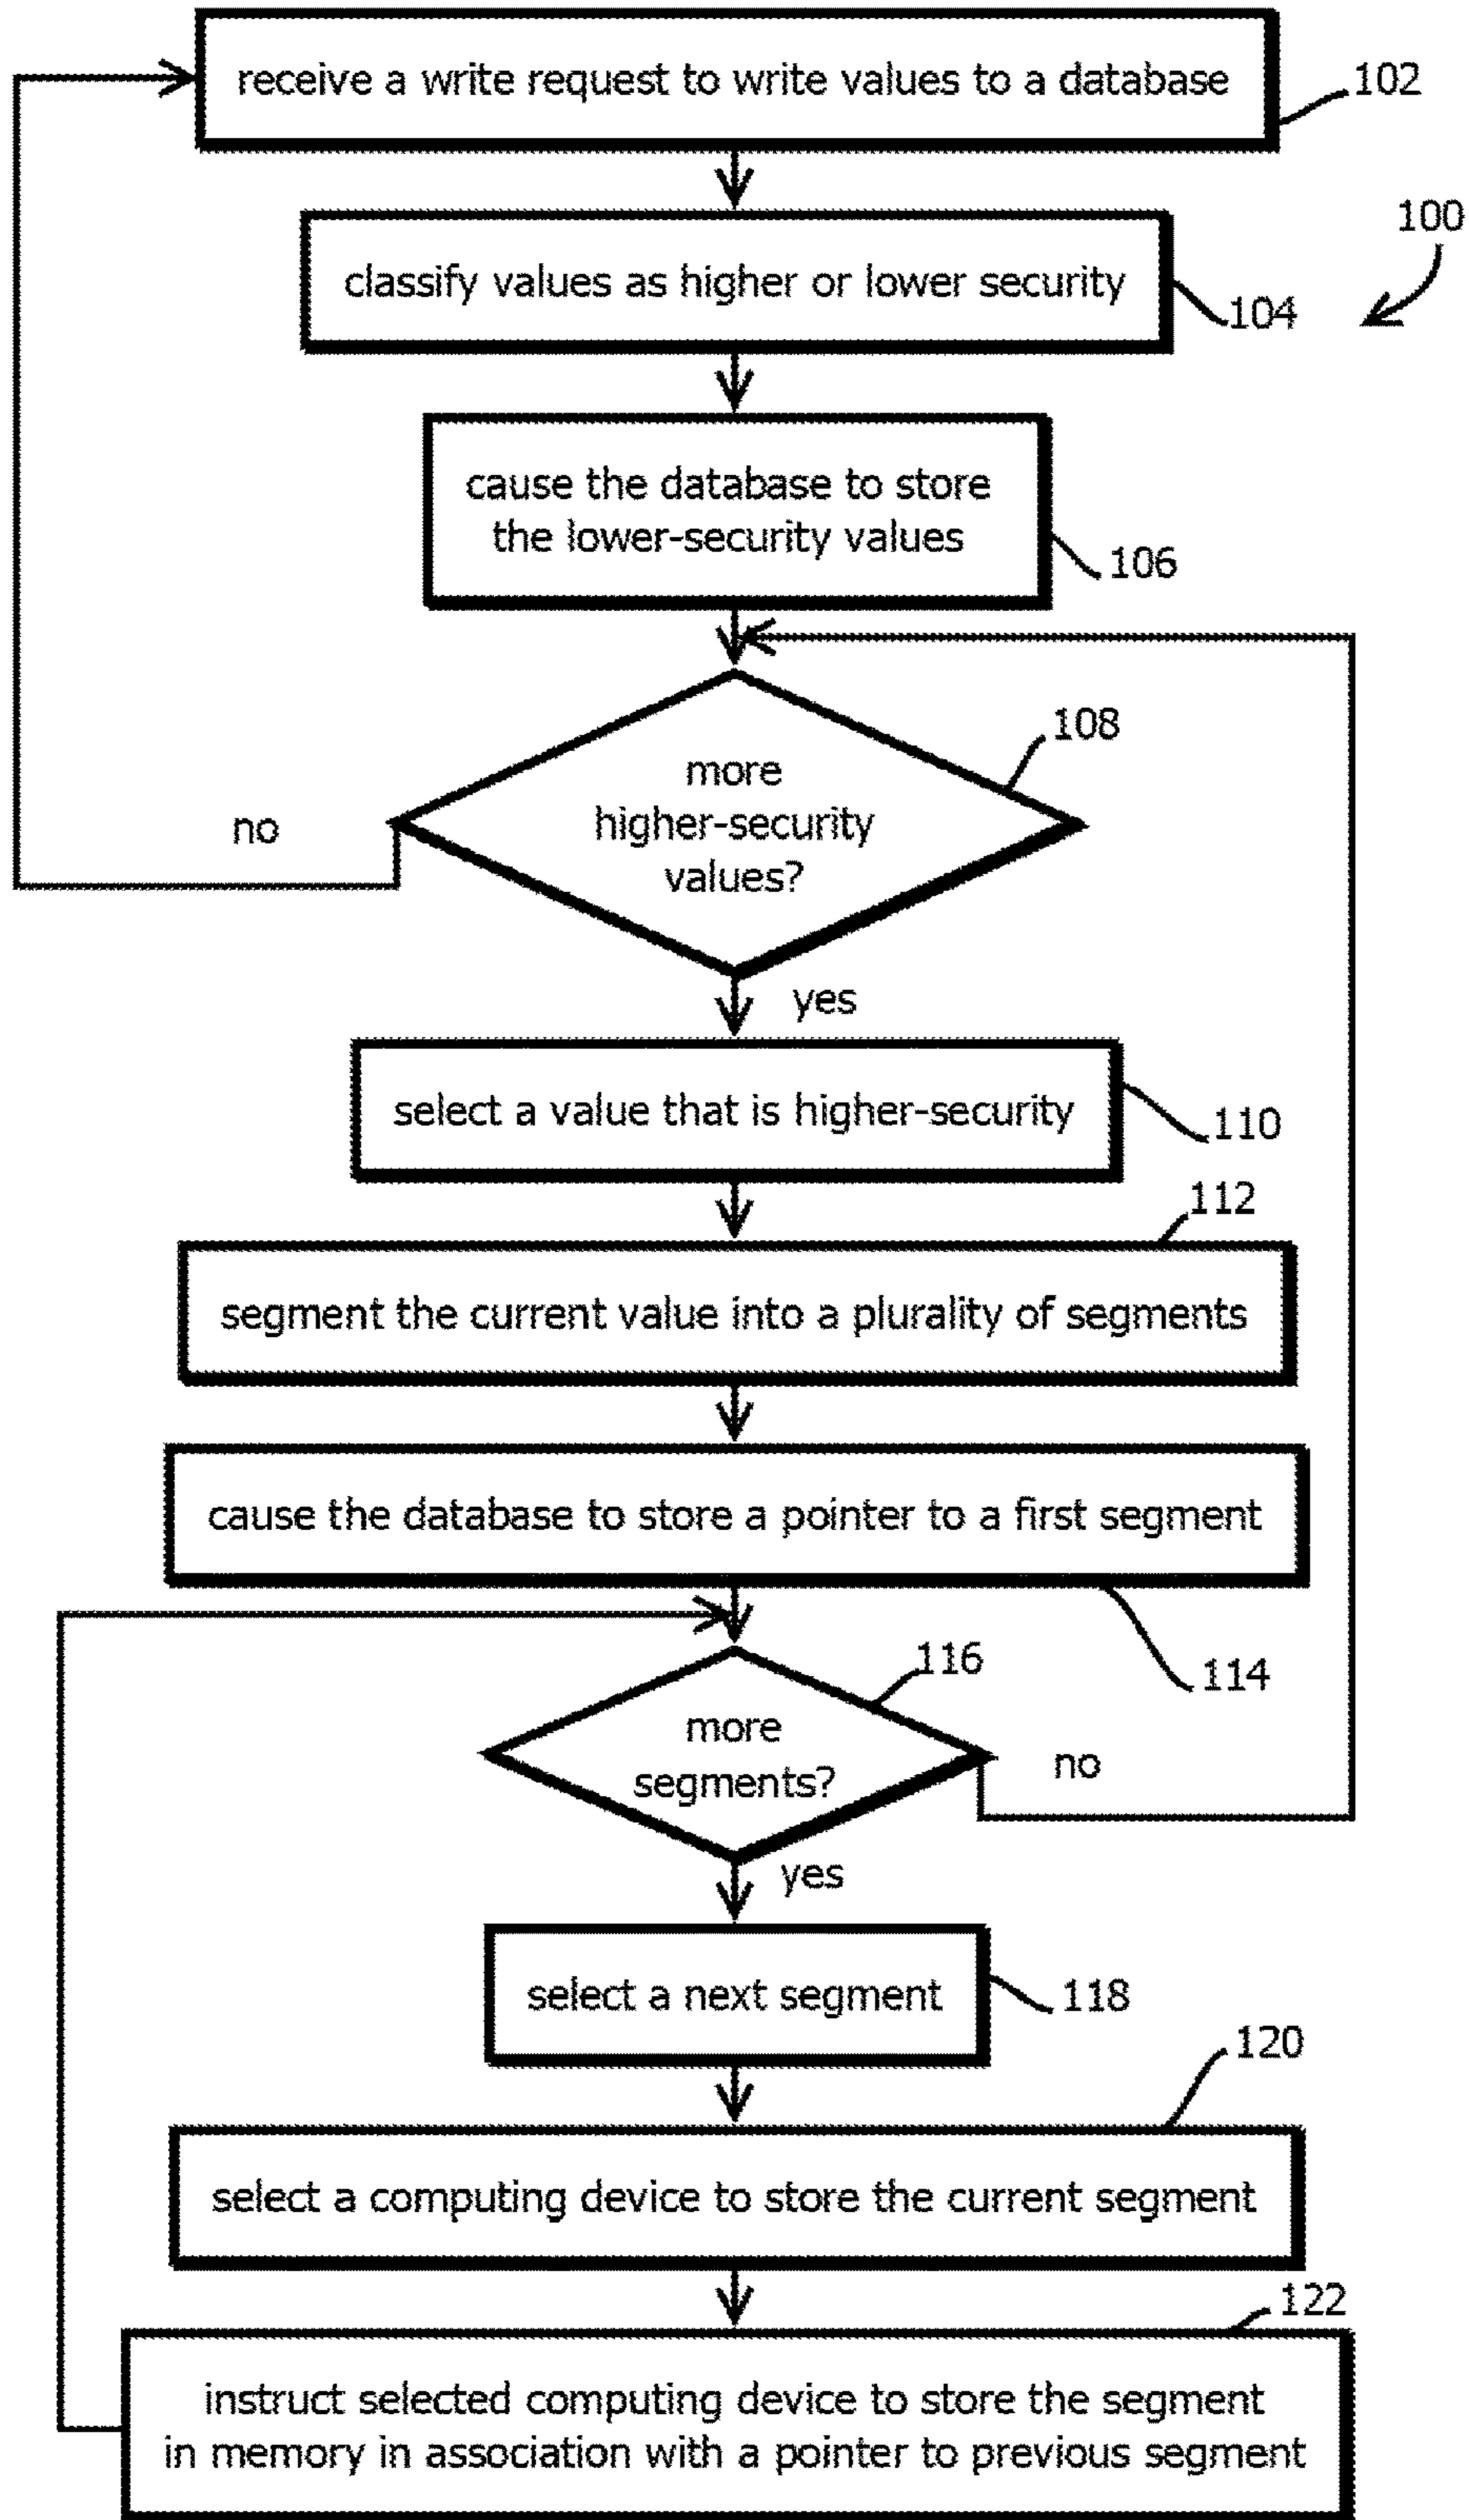 receive a write request to write values to a database
102
100
classify values as higher or lower security
104
cause the database to store
the lower-security values
106
108
more
higher-security
values?
no
yes
select a value that is higher-security
110
112
segment the current value into a plurality of segments
cause the database to store a pointer to a first segment
114
116
more
segments?
no
yes
select a next segment
118
120
select a computing device to store the current segment
122
instruct selected computing device to store the segment
in memory in association with a pointer to previous segment